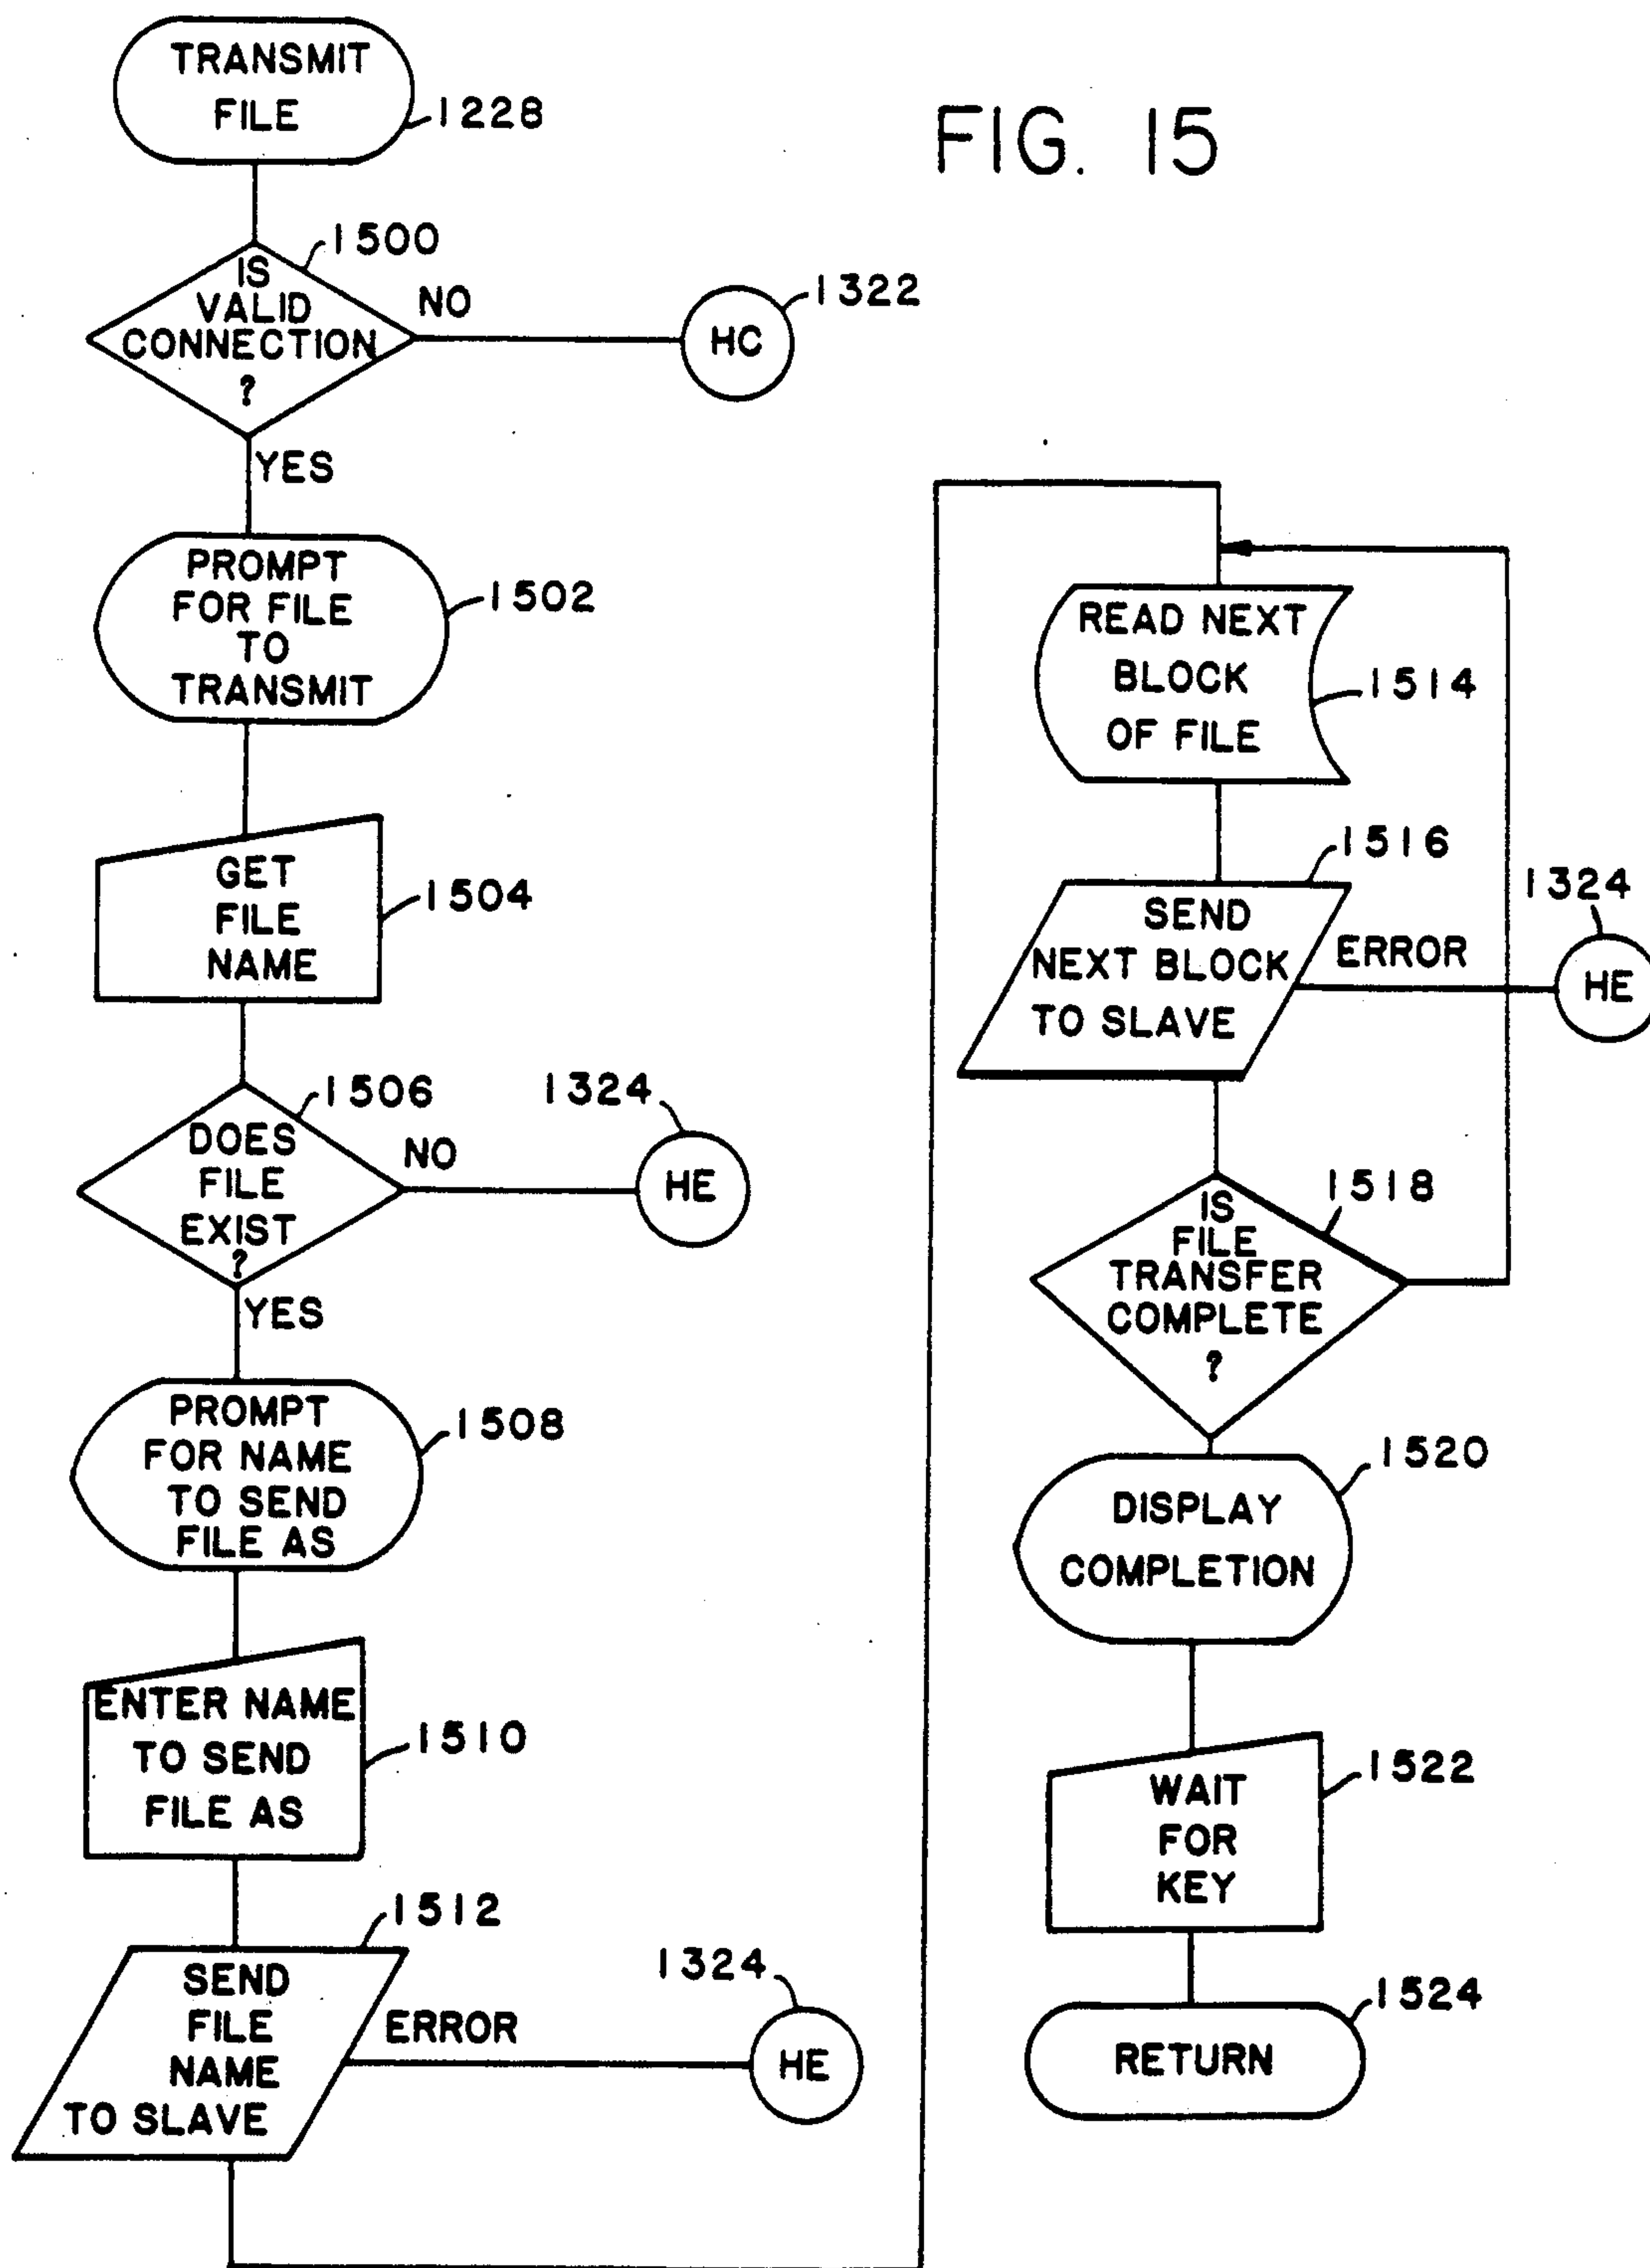 FIG. 15
TRANSMIT
FILE
1228
1500
IS
VALID
CONNECTION
?
NO
1322
HC
YES
PROMPT
FOR FILE
TO
TRANSMIT
1502
GET
FILE
NAME
1504
1506
DOES
FILE
EXIST
?
NO
1324
HE
YES
PROMPT
FOR NAME
TO SEND
FILE AS
1508
ENTER NAME
TO SEND
FILE AS
1510
1512
SEND
FILE
NAME
TO SLAVE
ERROR
1324
HE
READ NEXT
BLOCK
OF FILE
1514
1516
SEND
NEXT BLOCK
TO SLAVE
ERROR
1324
HE
1518
IS
FILE
TRANSFER
COMPLETE
?
1520
DISPLAY
COMPLETION
WAIT
FOR
KEY
1522
1524
RETURN